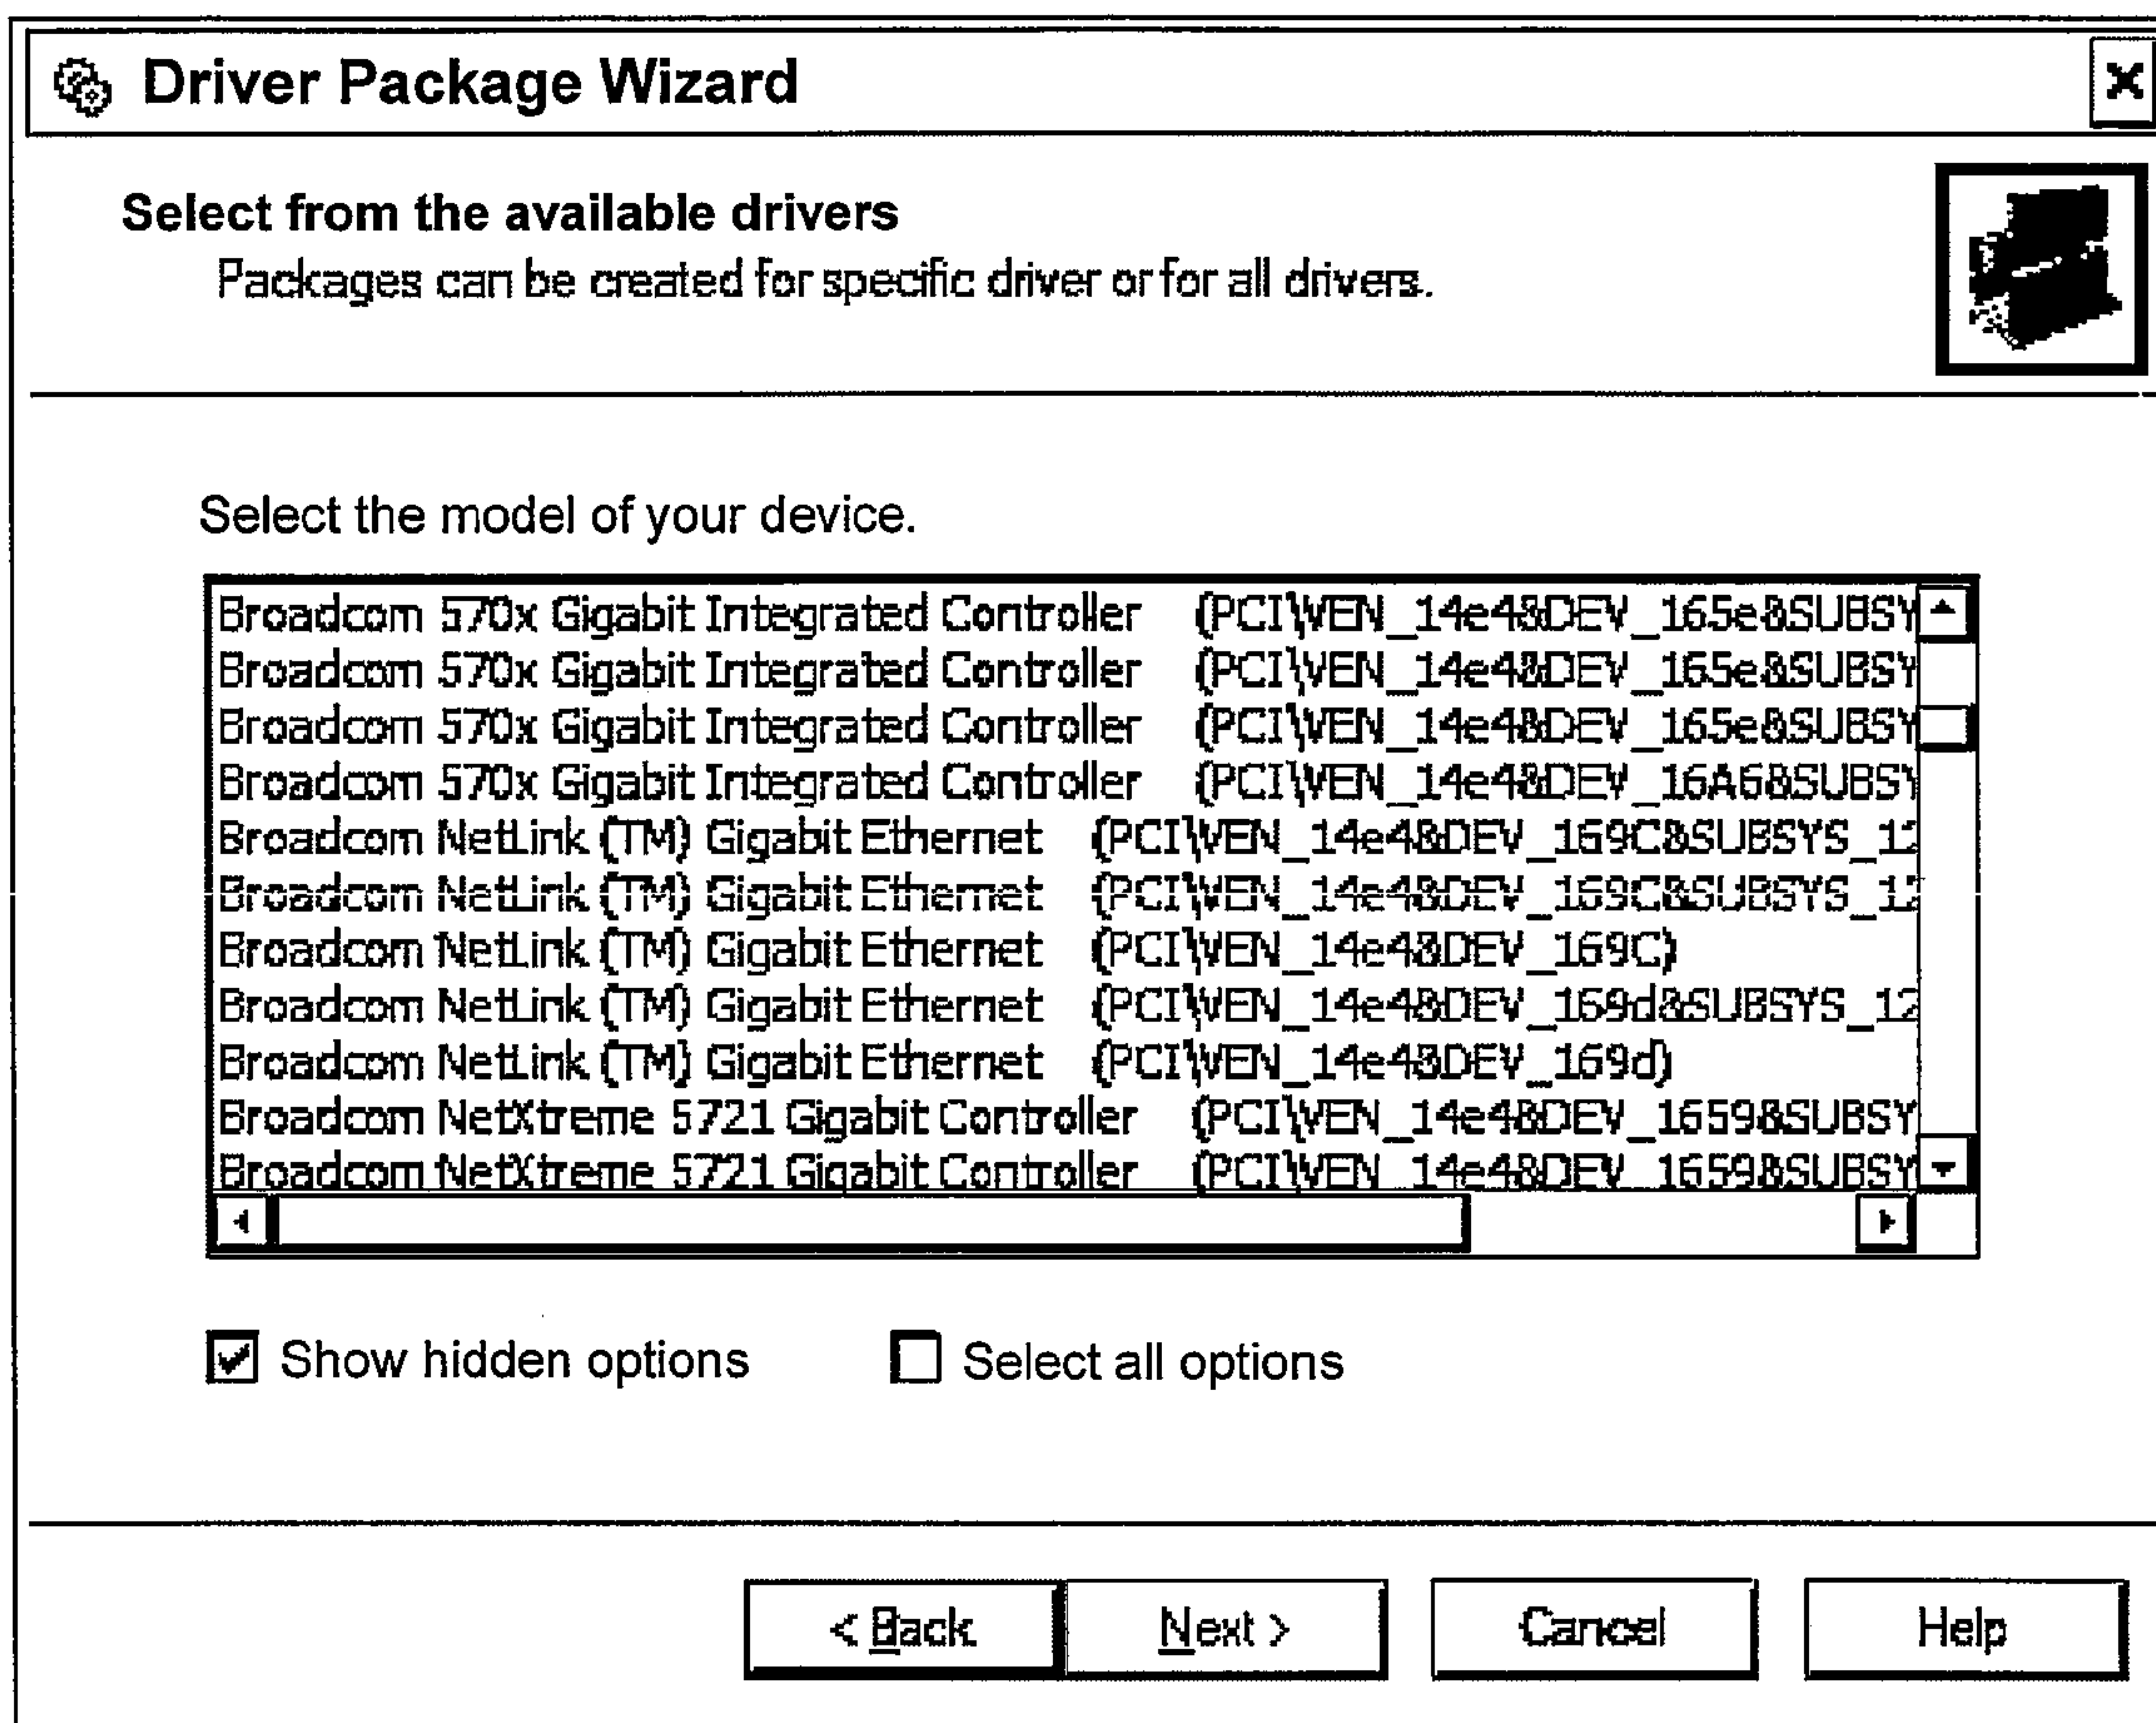 Driver Package Wizard
Select from the available drivers
Packages can be created for specific driver or for all drivers.
Select the model of your device.
Broadcom 570x Gigabit Integrated Controller (PCI\VEN_14e4&DEV_165e&SUBSY
Broadcom 570x Gigabit Integrated Controller (PCI\VEN_14e4&DEV_165e&SUBSY
Broadcom 570x Gigabit Integrated Controller (PCI\VEN_14e4&DEV_165e&SUBSY
Broadcom 570x Gigabit Integrated Controller (PCI\VEN_14e4&DEV_16A6&SUBSY
Broadcom NetLink (TM) Gigabit Ethernet (PCI\VEN_14e4&DEV_169C&SUBSYS_12
Broadcom NetLink (TM) Gigabit Ethernet (PCI\VEN_14e4&DEV_169C&SUBSYS_12
Broadcom NetLink (TM) Gigabit Ethernet (PCI\VEN_14e4&DEV_169C)
Broadcom NetLink (TM) Gigabit Ethernet (PCI\VEN_14e4&DEV_169d&SUBSYS_12
Broadcom NetLink (TM) Gigabit Ethernet (PCI\VEN_14e4&DEV_169d)
Broadcom NetXtreme 5721 Gigabit Controller (PCI\VEN_14e4&DEV_1659&SUBSY
Broadcom NetXtreme 5721 Gigabit Controller (PCI\VEN_14e4&DEV_1659&SUBSY
Show hidden options Select all options
< Back Next > Cancel Help